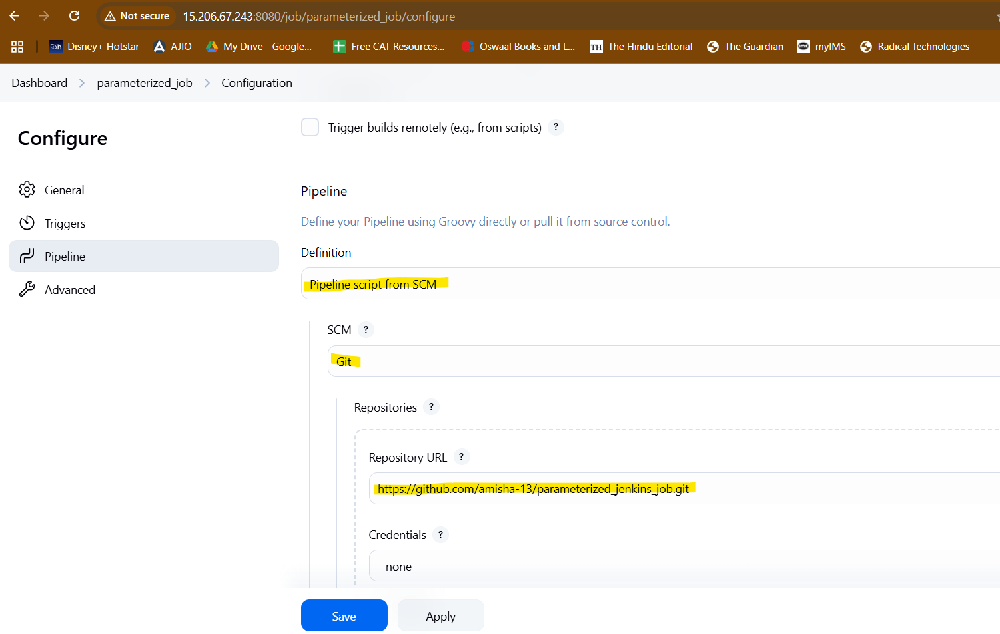 Not secure 15.206.67.243:8080/job/parameterized_job/configure
Disney+ Hotstar AJIO My Drive - Google... Free CAT Resources... Oswaal Books and L... TH The Hindu Editorial The Guardian myIMS Radical Technologies
Dashboard > parameterized_job > Configuration
Configure
General
Triggers
Pipeline
Advanced
Trigger builds remotely (e.g., from scripts) ?
Pipeline
Define your Pipeline using Groovy directly or pull it from source control.
Definition
Pipeline script from SCM
SCM ?
Git
Repositories ?
Repository URL ?
https://github.com/amisha-13/parameterized_jenkins_job.git
Credentials ?
- none -
Save Apply